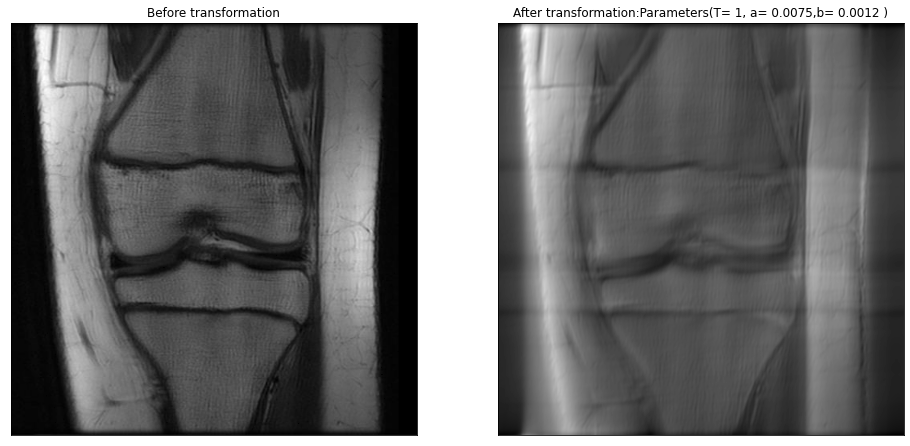 Before transformation
After transformation:Parameters(T= 1, a= 0.0075,b= 0.0012 )